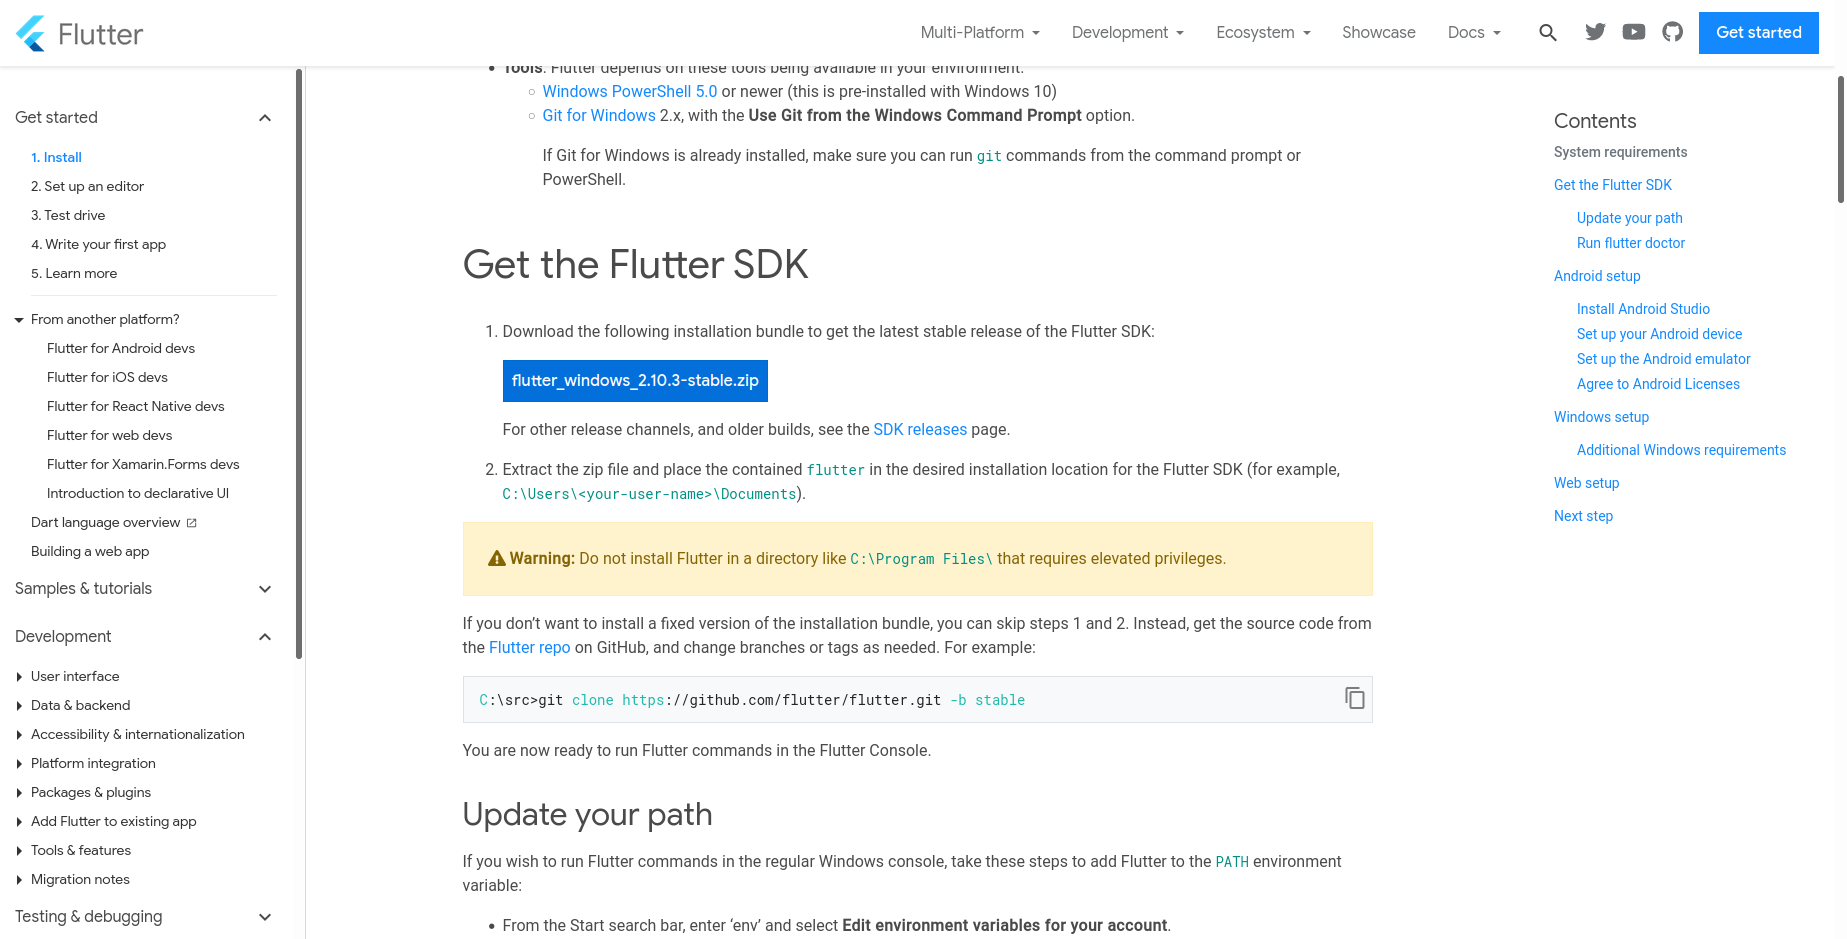 Flutter
Multi-Platform
Development
Ecosystem
Showcase
Docs
Get started
Get started
1. Install
2. Set up an editor
3. Test drive
4. Write your first app
5. Learn more
From another platform?
Flutter for Android devs
Flutter for iOS devs
Flutter for React Native devs
Flutter for web devs
Flutter for Xamarin.Forms devs
Introduction to declarative UI
Dart language overview
Building a web app
Samples & tutorials
Development
User interface
Data & backend
Accessibility & internationalization
Platform integration
Packages & plugins
Add Flutter to existing app
Tools & features
Migration notes
Testing & debugging
Tools. Flutter depends on these tools being available in your environment.
Windows PowerShell 5.0 or newer (this is pre-installed with Windows 10)
Git for Windows 2.x, with the Use Git from the Windows Command Prompt option.
If Git for Windows is already installed, make sure you can run git commands from the command prompt or
PowerShell.
Get the Flutter SDK
1. Download the following installation bundle to get the latest stable release of the Flutter SDK:
flutter_windows_2.10.3-stable.zip
For other release channels, and older builds, see the SDK releases page.
2. Extract the zip file and place the contained flutter in the desired installation location for the Flutter SDK (for example,
C:\Users\<your-user-name>\Documents).
Warning: Do not install Flutter in a directory like C:\Program Files\ that requires elevated privileges.
If you don’t want to install a fixed version of the installation bundle, you can skip steps 1 and 2. Instead, get the source code from
the Flutter repo on GitHub, and change branches or tags as needed. For example:
C:\src>git clone https://github.com/flutter/flutter.git -b stable
You are now ready to run Flutter commands in the Flutter Console.
Update your path
If you wish to run Flutter commands in the regular Windows console, take these steps to add Flutter to the PATH environment
variable:
From the Start search bar, enter ‘env’ and select Edit environment variables for your account.
Contents
System requirements
Get the Flutter SDK
Update your path
Run flutter doctor
Android setup
Install Android Studio
Set up your Android device
Set up the Android emulator
Agree to Android Licenses
Windows setup
Additional Windows requirements
Web setup
Next step